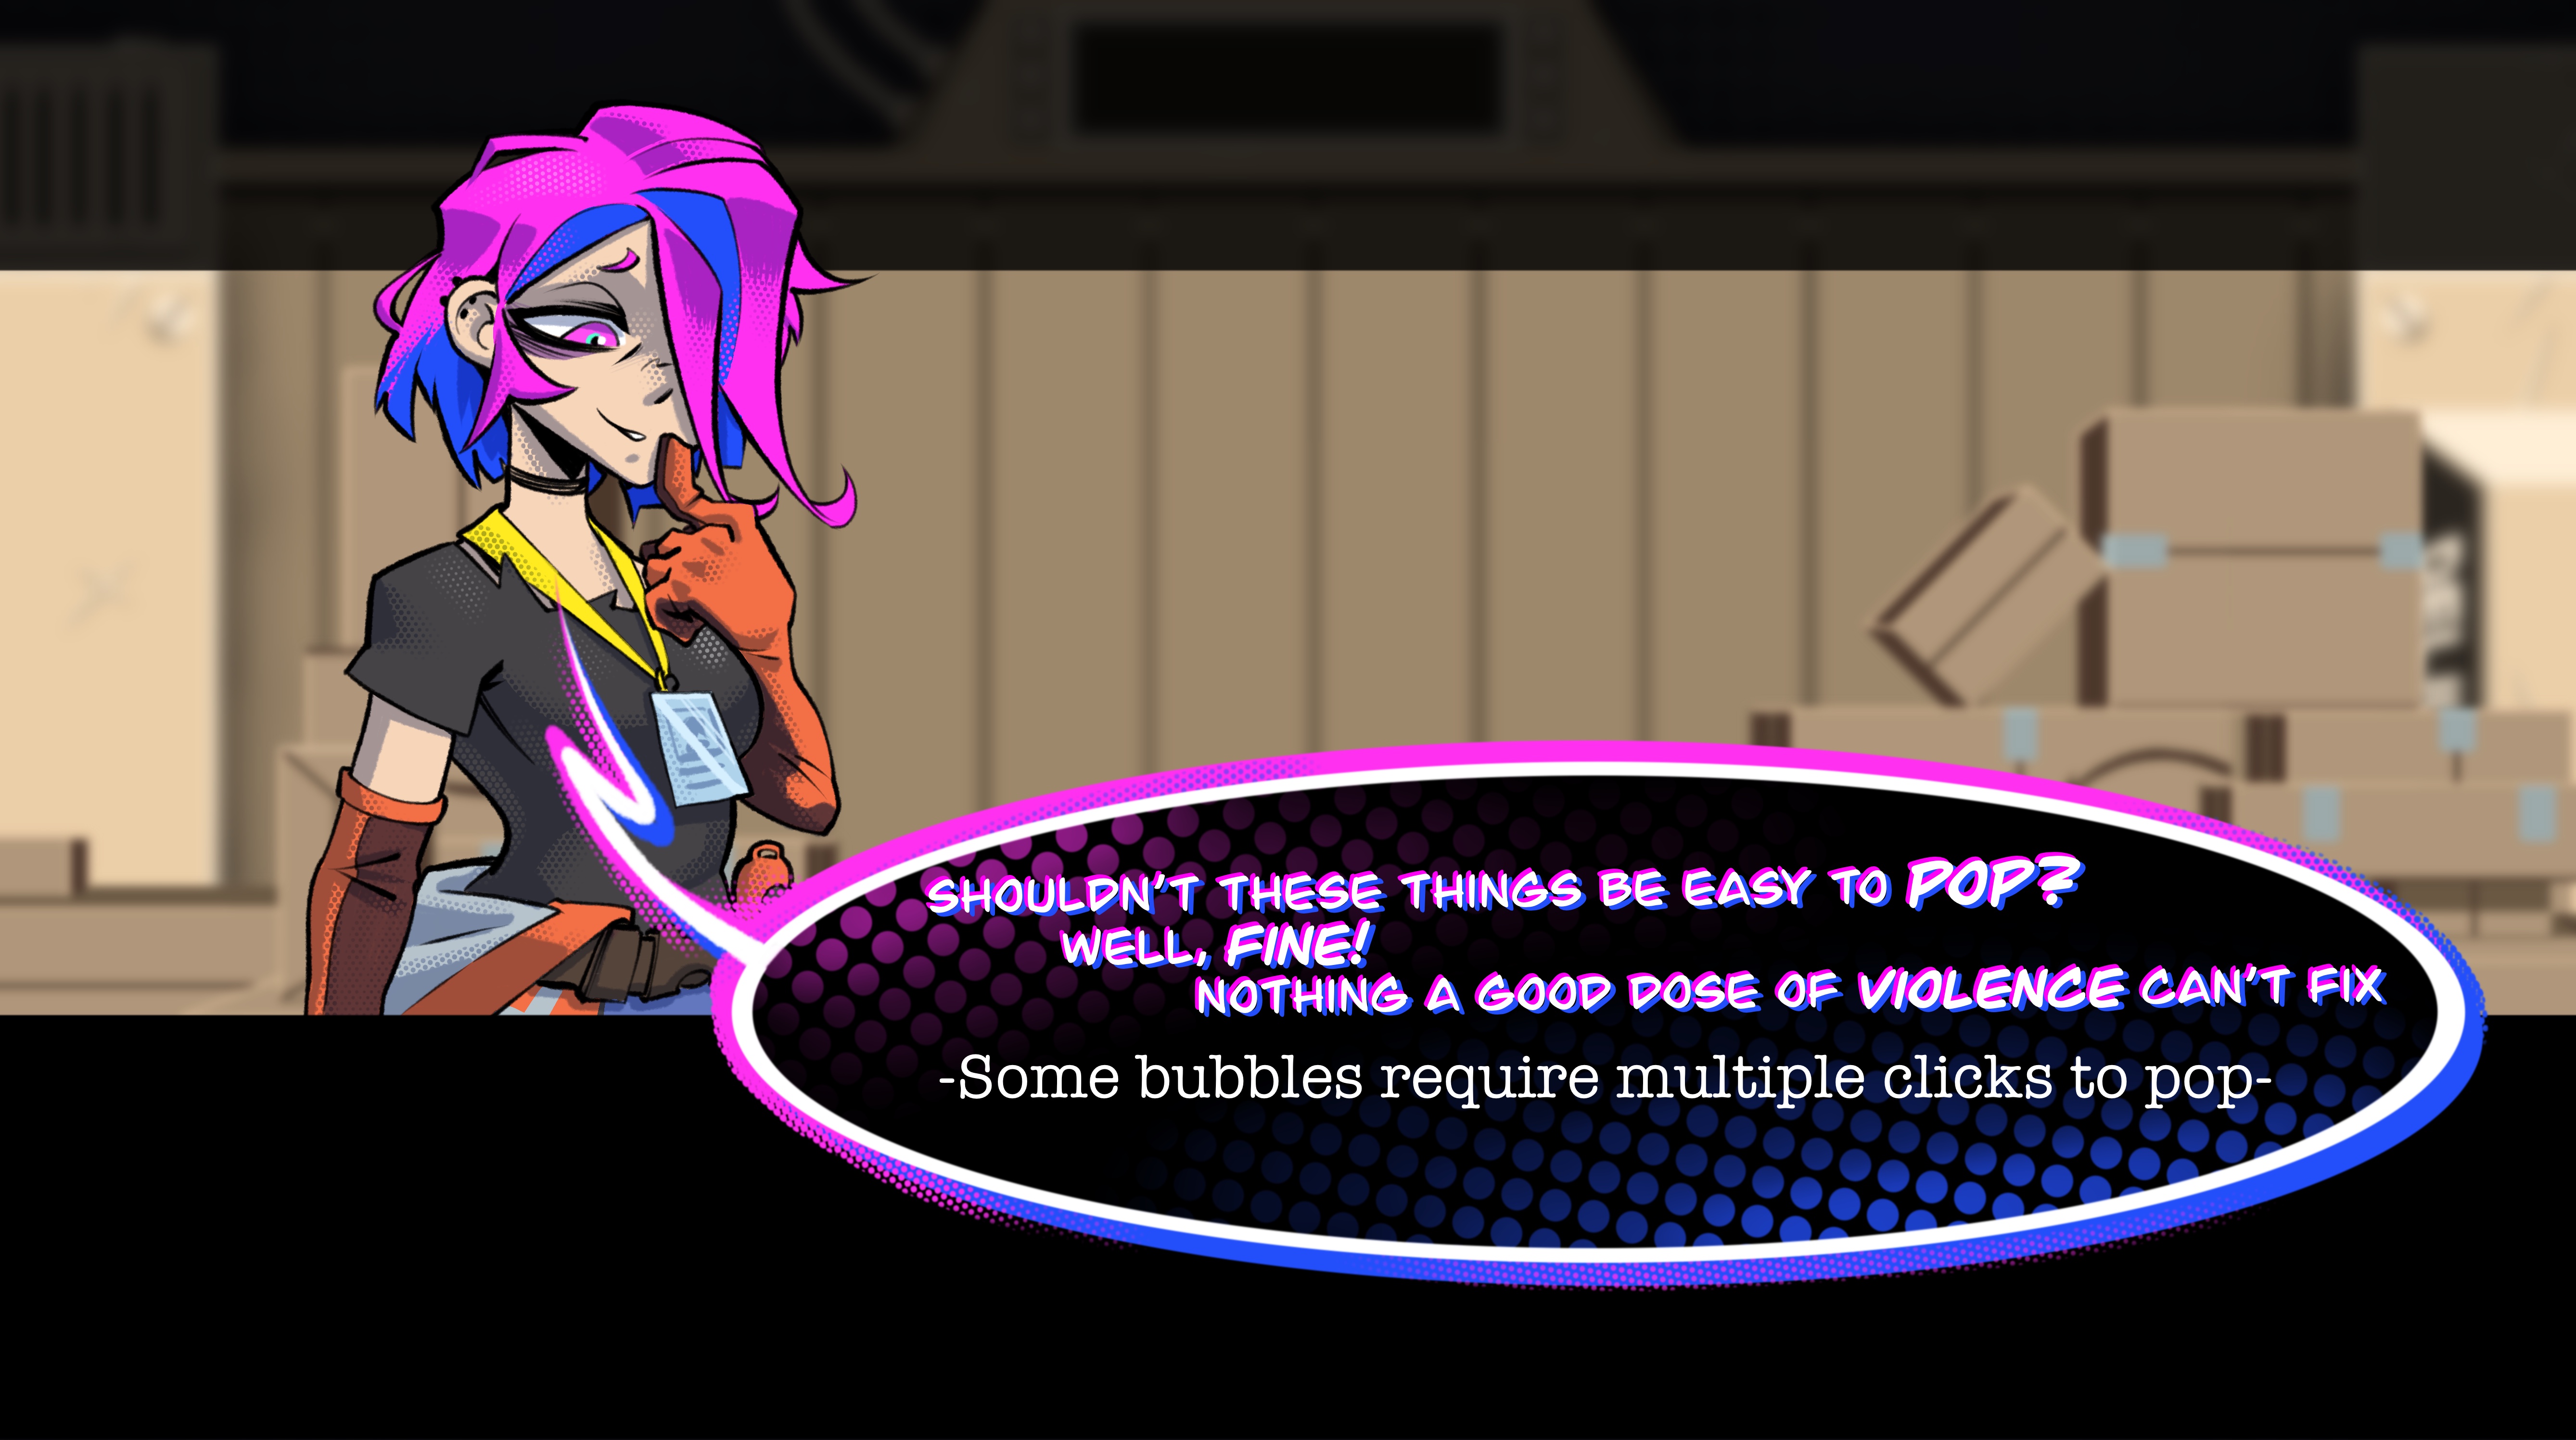 SHOULDN'T THESE THINGS BE EASY TO POP?
WELL, FINE!
NOTHING A GOOD DOSE OF VIOLENCE CAN'T FIX
-Some bubbles require multiple clicks to pop-